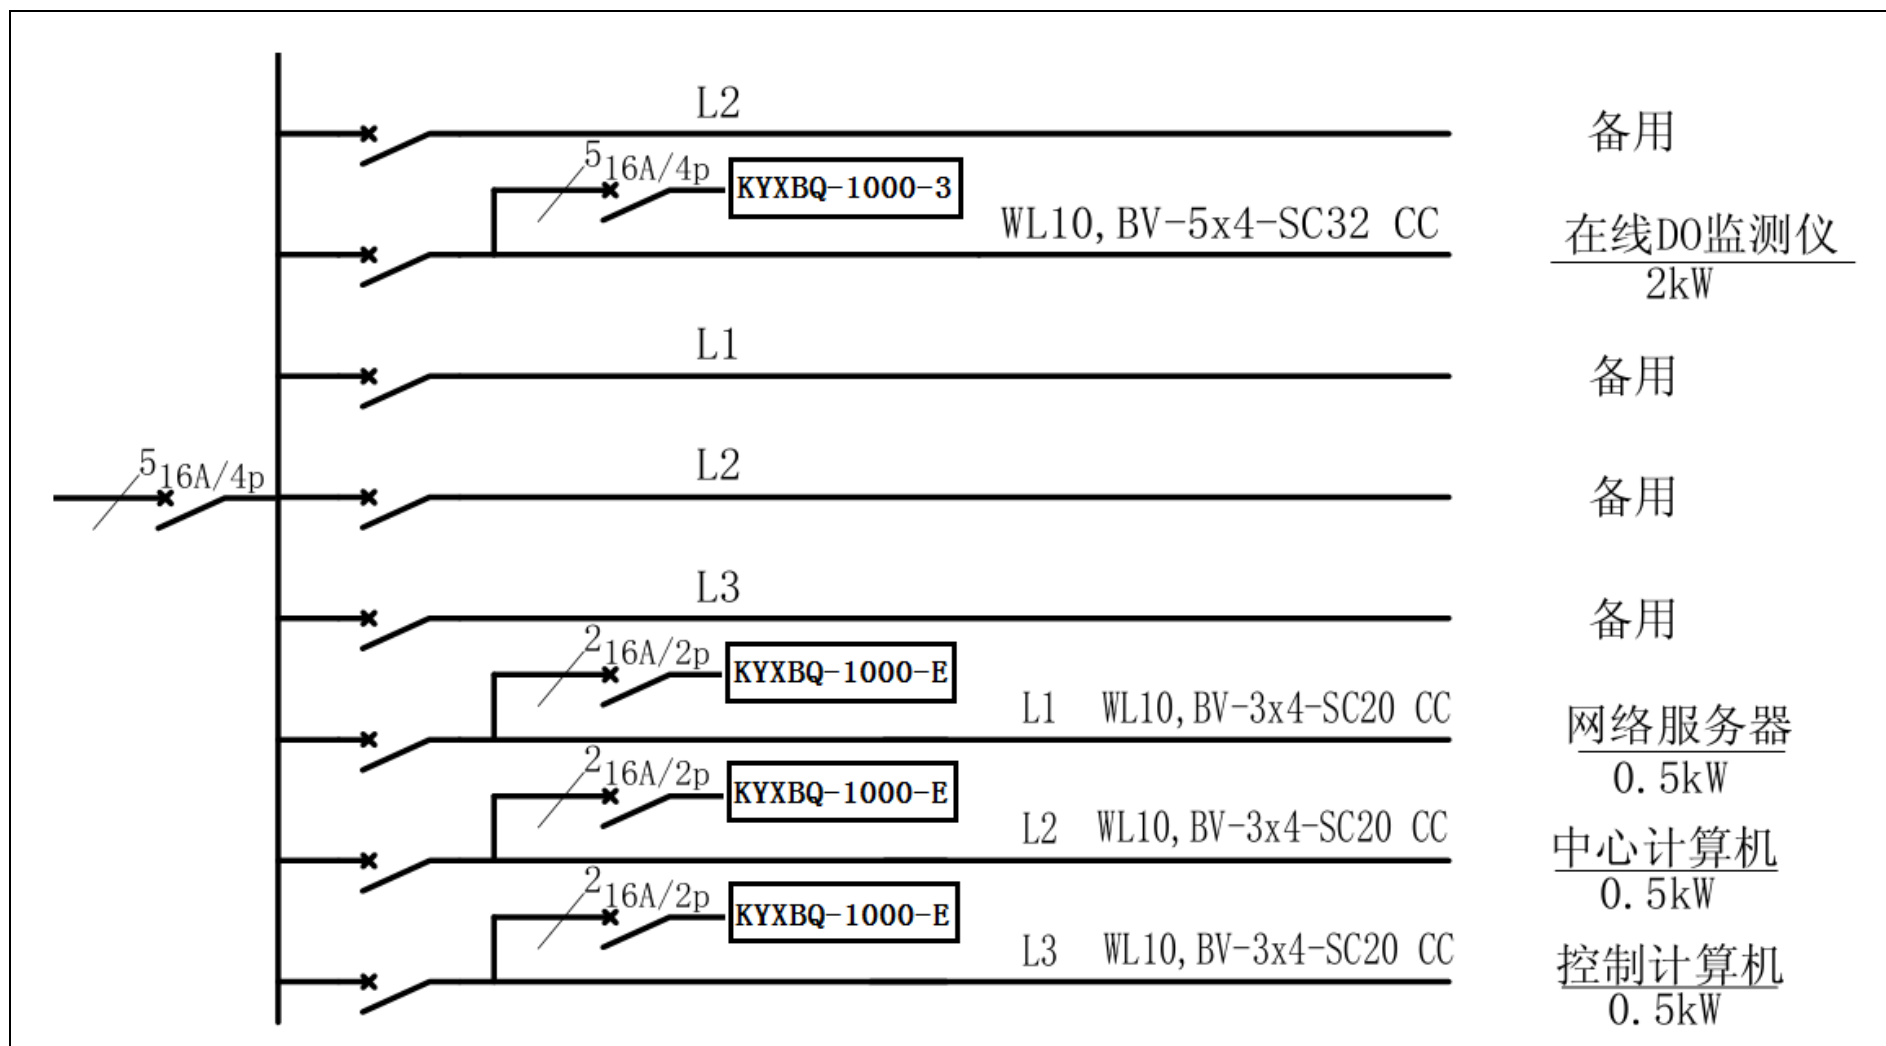 L2 备用
5 16A/4p KYXBQ-1000-3
WL10,BV-5x4-SC32 CC 在线DO监测仪
2kW
L1 备用
5 16A/4p L2 备用
L3 备用
2 16A/2p KYXBQ-1000-E
L1 WL10,BV-3x4-SC20 CC 网络服务器
0.5kW
2 16A/2p KYXBQ-1000-E
L2 WL10,BV-3x4-SC20 CC 中心计算机
0.5kW
2 16A/2p KYXBQ-1000-E
L3 WL10,BV-3x4-SC20 CC 控制计算机
0.5kW